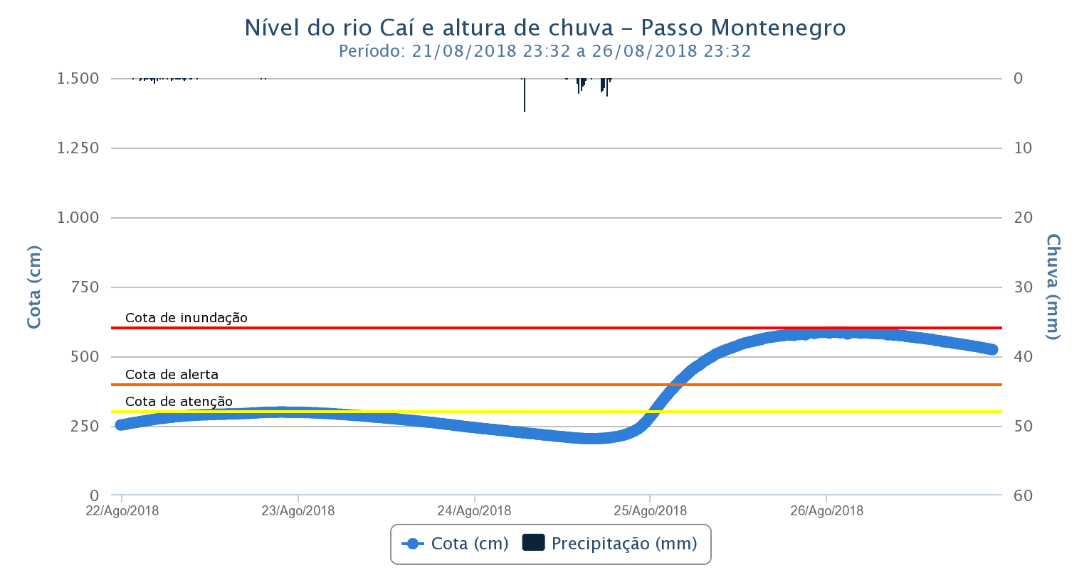 Nível do rio Caí e altura de chuva – Passo Montenegro
Período: 21/08/2018 23:32 a 26/08/2018 23:32
1.500
1.250
1.000
750
500
250
0
Cota (cm)
Cota de inundação
Cota de alerta
Cota de atenção
0
10
20
30
40
50
60
Chuva (mm)
22/Ago/2018 23/Ago/2018 24/Ago/2018 25/Ago/2018 26/Ago/2018
Cota (cm) Precipitação (mm)